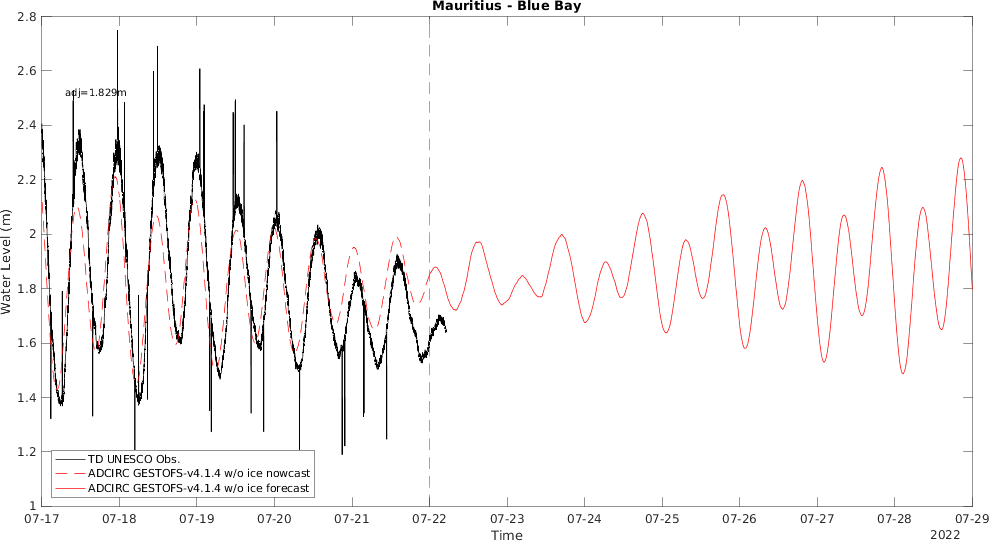 Mauritius - Blue Bay
2.8
2.6
2.4
2.2
2
1.8
1.6
1.4
1.2
1
Water Level (m)
adj=1.829m
TD UNESCO Obs.
ADCIRC GESTOFS-v4.1.4 w/o ice nowcast
ADCIRC GESTOFS-v4.1.4 w/o ice forecast
07-17 07-18 07-19 07-20 07-21 07-22 07-23 07-24 07-25 07-26 07-27 07-28 07-29
Time
2022